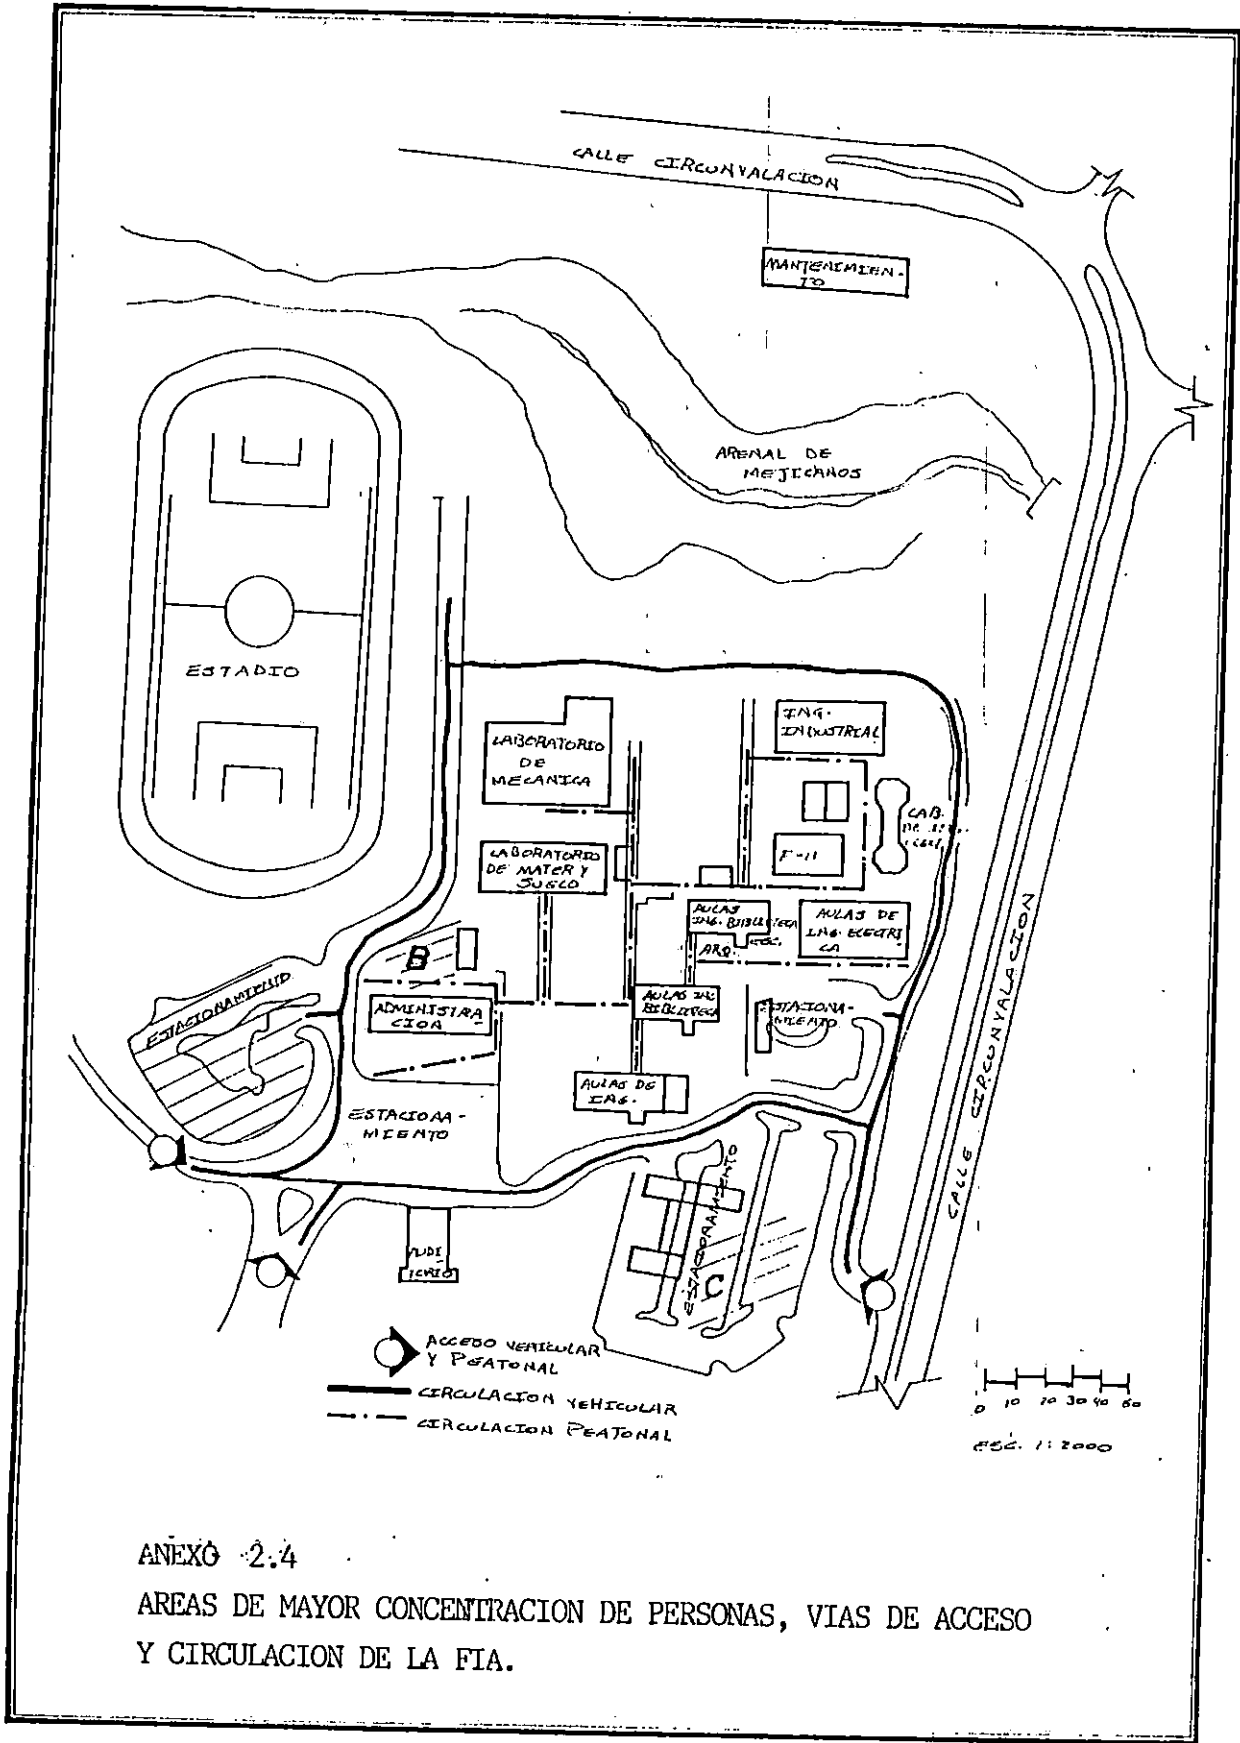 CALLE CIRCUNVALACION
MANTENIMIEN-
TO
ARENAL DE
MEJICANOS
ESTADIO
LABORATORIO
DE
MECANICA
ING.
INDUSTRIAL
LAB.
LABORATORIO
DE MATER Y
SUELO
F-11
AULAS
ING. BIBLIOTECA
ESC.
ARQ.
AULAS DE
ING. ELECTRI
CA
B
ESTACIONAMIENTO
ADMINISTRA
CION
AULAS ING.
BIBLIOTECA
ESTACIONA-
MIENTO
AULAS DE
ING.
ESTACIONA-
MIENTO
ESTACIONAMIENTO
C
CALLE CIRCUNVALACION
ACCESO VEHICULAR
Y PEATONAL
CIRCULACION VEHICULAR
CIRCULACION PEATONAL
0 10 20 30 40 60
ESC. 1:2000
ANEXO 2.4
AREAS DE MAYOR CONCENTRACION DE PERSONAS, VIAS DE ACCESO
Y CIRCULACION DE LA FIA.